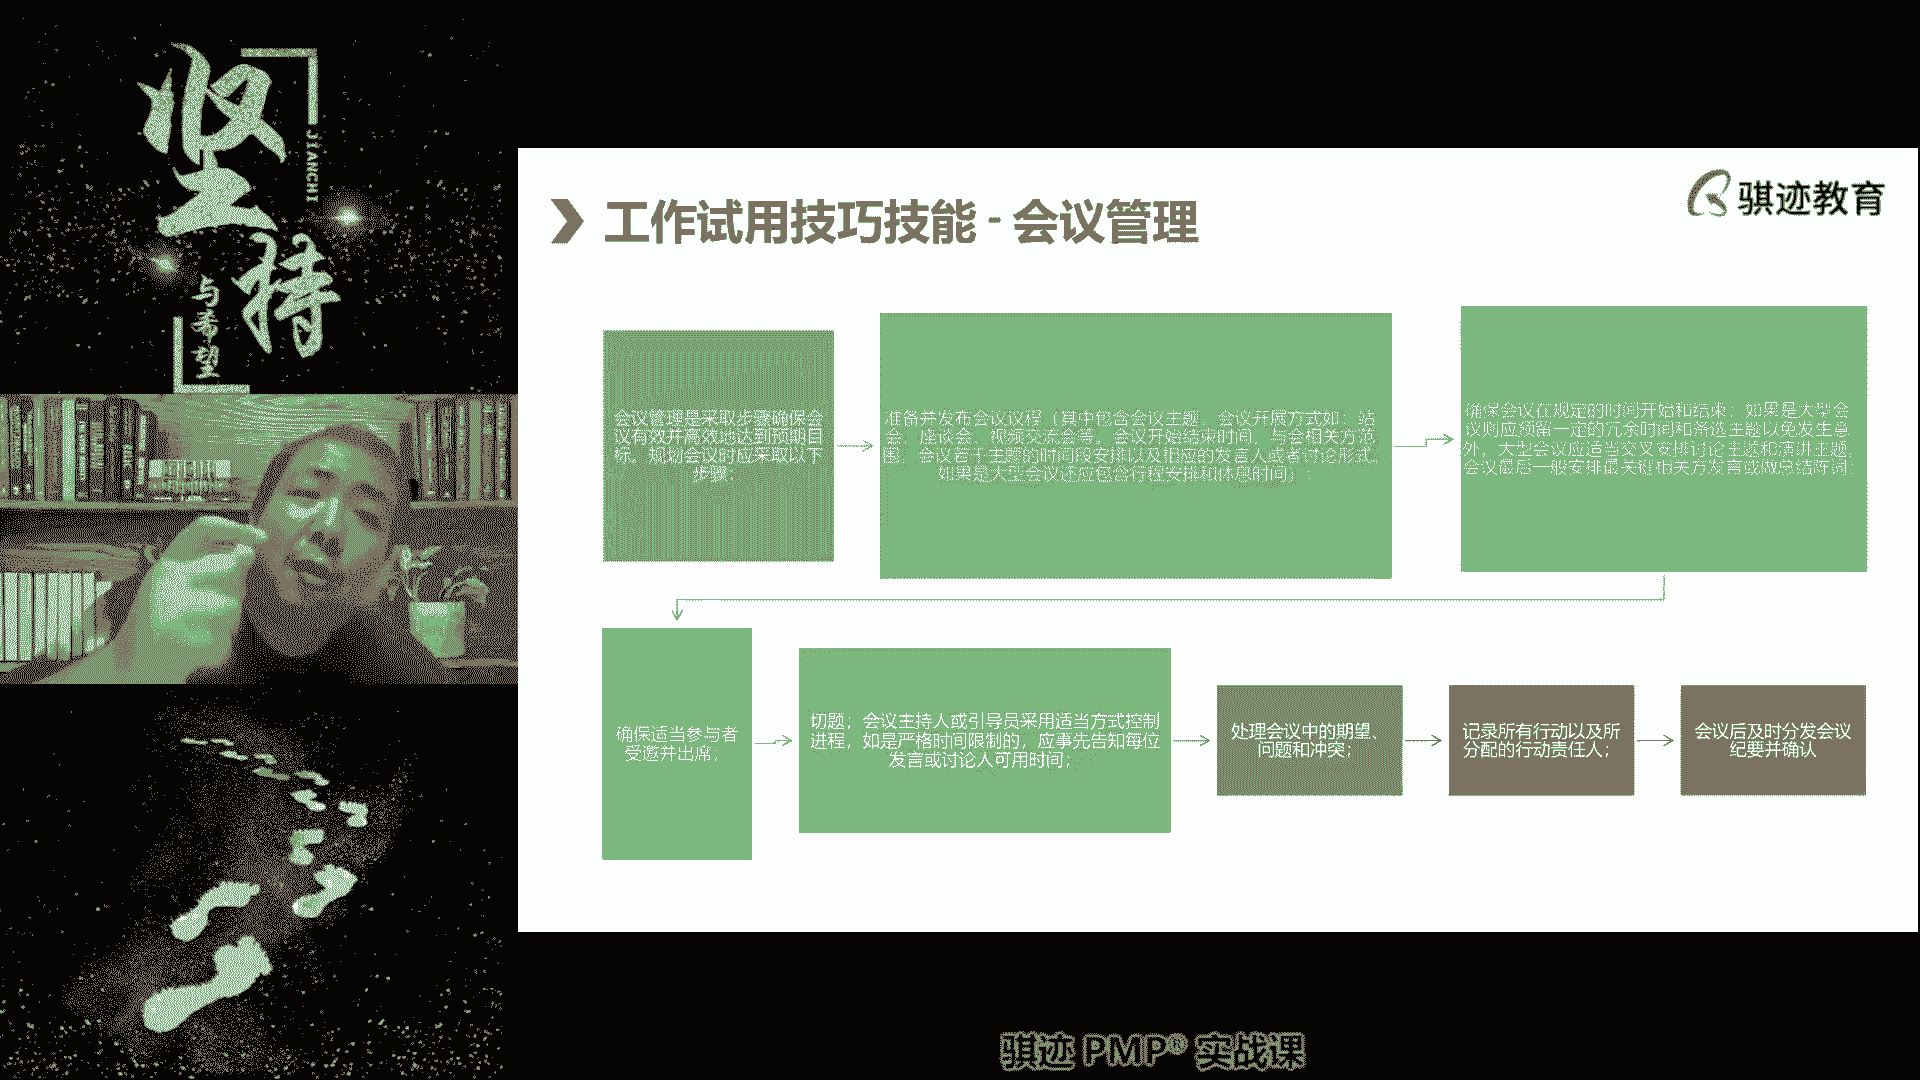 坚持
JIANCHI
与希望
工作试用技巧技能 - 会议管理
骐迹教育
会议管理是采取步骤确保会
议有效并高效地达到预期目
标。规划会议时应采取以下
步骤：
准备并发布会议议程（其中包含会议主题、会议开展方式如：站
会、座谈会、视频交流会等、会议开始结束时间、与会相关方范
围、会议若干主题的时间段安排以及相应的发言人或者讨论形式。
如果是大型会议还应包含行程安排和休息时间）；
确保会议在规定的时间开始和结束；如果是大型会
议则应预留一定的冗余时间和备选主题以免发生意
外。大型会议应适当交叉安排讨论主题和演讲主题，
会议最后一般安排最关键相关方发言或做总结陈词；
确保适当参与者
受邀并出席；
切题；会议主持人或引导员采用适当方式控制
进程，如是严格时间限制的，应事先告知每位
发言或讨论人可用时间；
处理会议中的期望、
问题和冲突；
记录所有行动以及所
分配的行动责任人；
会议后及时分发会议
纪要并确认
骐迹 PMP® 实战课